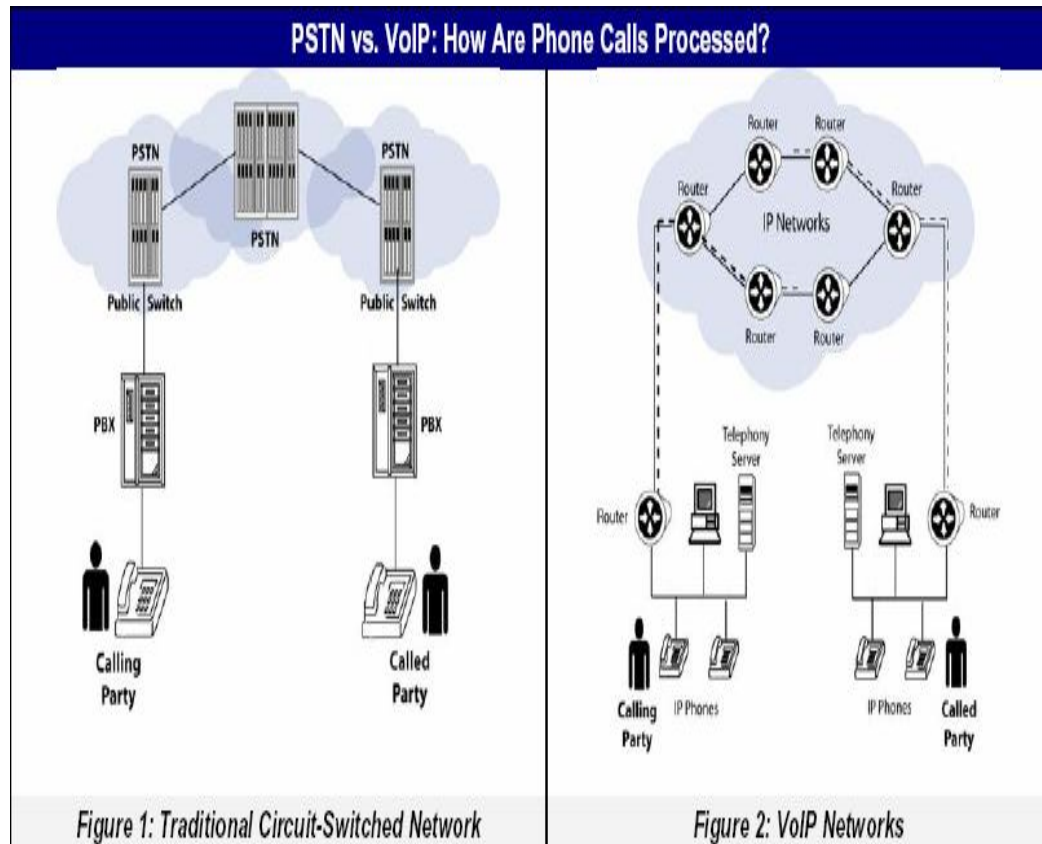 PSTN vs. VoIP: How Are Phone Calls Processed?
PSTN
PSTN
PSTN
Public Switch
Public Switch
PBX
PBX
Calling
Party
Called
Party
Figure 1: Traditional Circuit-Switched Network
Router
Router
Router
Router
IP Networks
Router
Router
Telephony
Server
Telephony
Server
Router
Router
Calling
Party
IP Phones
IP Phones
Called
Party
Figure 2: VoIP Networks